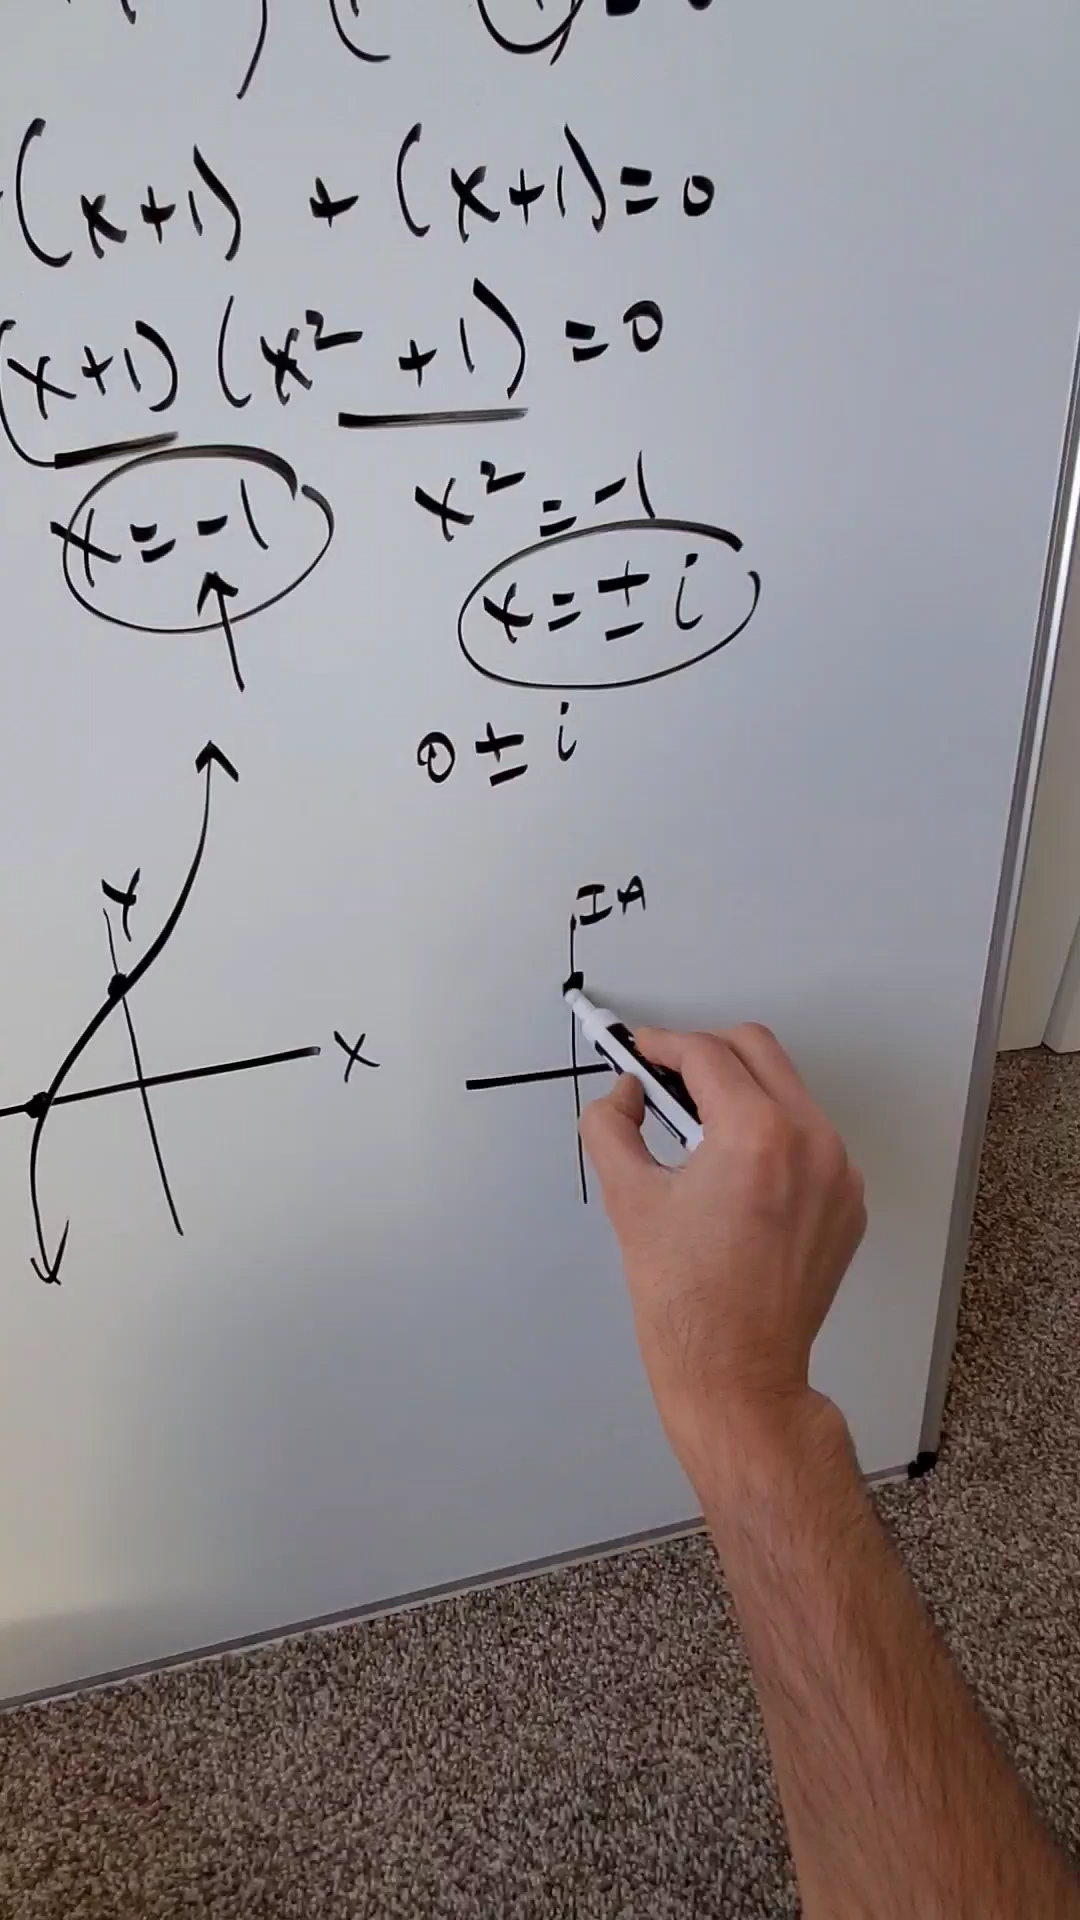 (x+1) + (x+1)=0
(x+1) (x² +1) =0
x=-1
x² = -1
x=± i
0 ± i
Y
X
IA